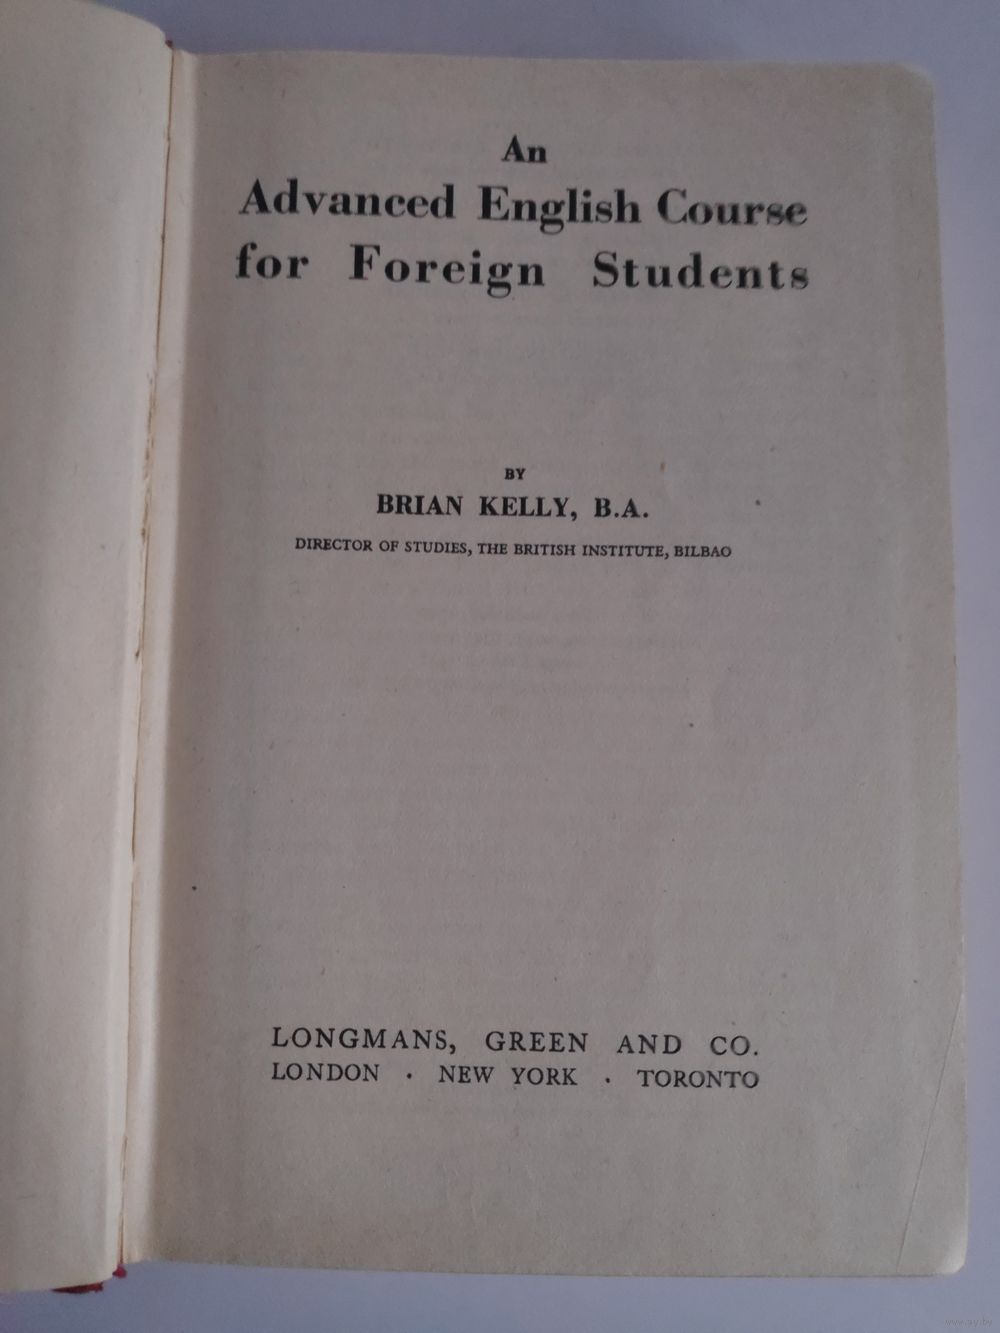 An
Advanced English Course
for Foreign Students
BY
BRIAN KELLY, B.A.
DIRECTOR OF STUDIES, THE BRITISH INSTITUTE, BILBAO
LONGMANS, GREEN AND CO.
LONDON · NEW YORK · TORONTO